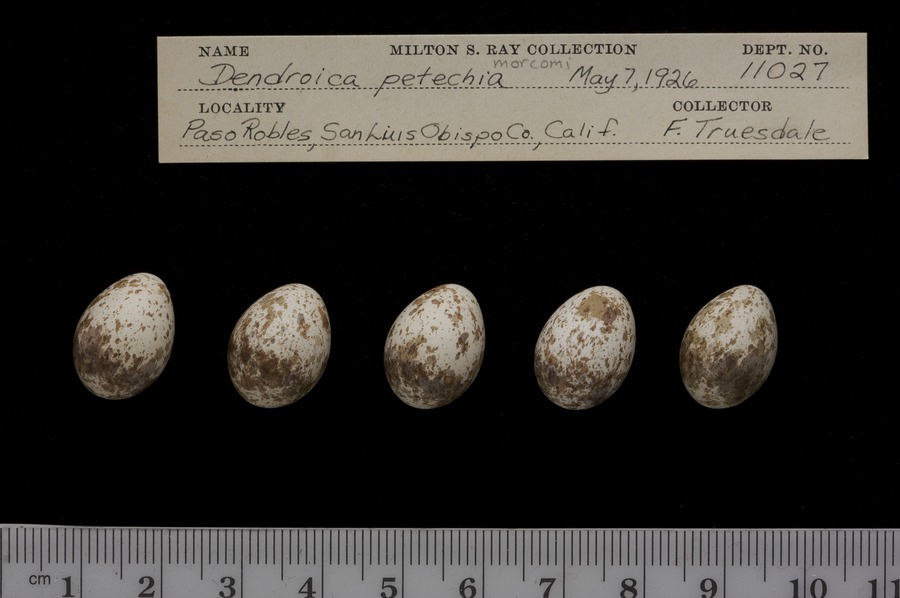 NAME MILTON S. RAY COLLECTION DEPT. NO.
Dendroica petechia morcomi May 7, 1926 11027
LOCALITY COLLECTOR
Paso Robles, San Luis Obispo Co., Calif. F. Truesdale
cm 1 2 3 4 5 6 7 8 9 10 11